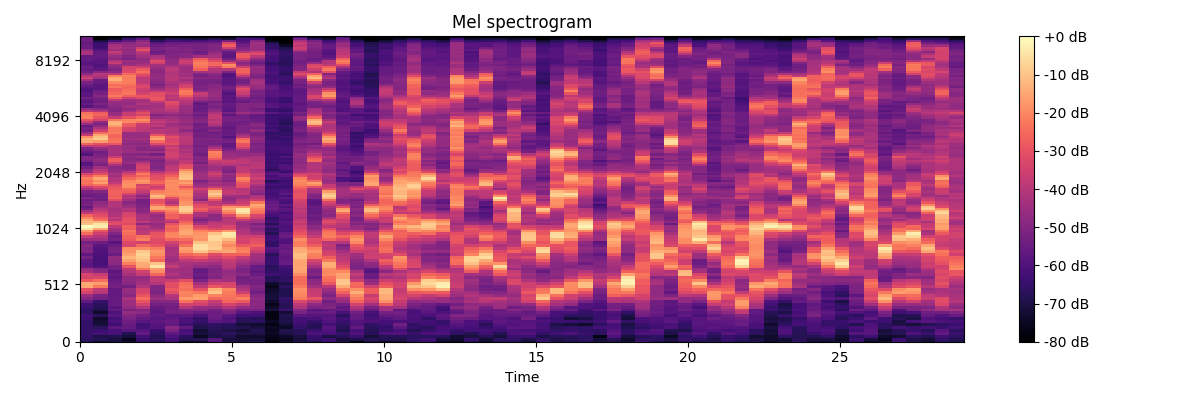 Mel spectrogram
Hz
8192
4096
2048
1024
512
0
0 5 10 15 20 25
Time
+0 dB
-10 dB
-20 dB
-30 dB
-40 dB
-50 dB
-60 dB
-70 dB
-80 dB